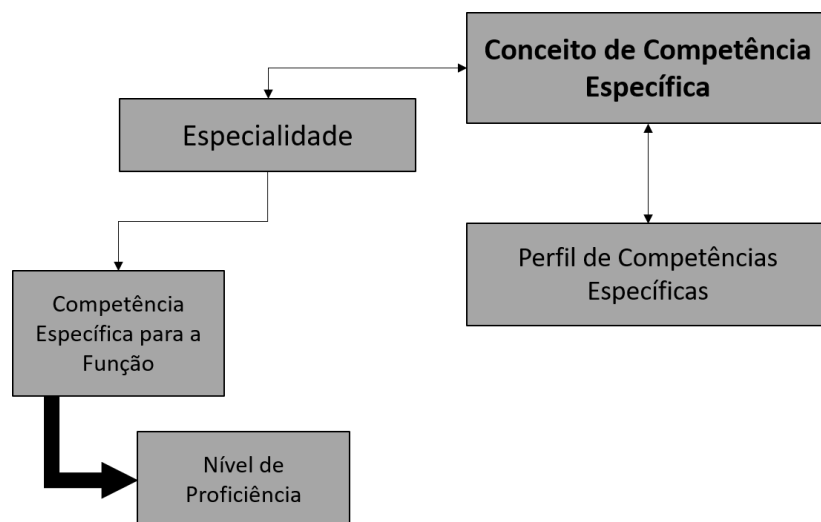 Conceito de Competência
Específica
Especialidade
Perfil de Competências
Específicas
Competência
Específica para a
Função
Nível de
Proficiência